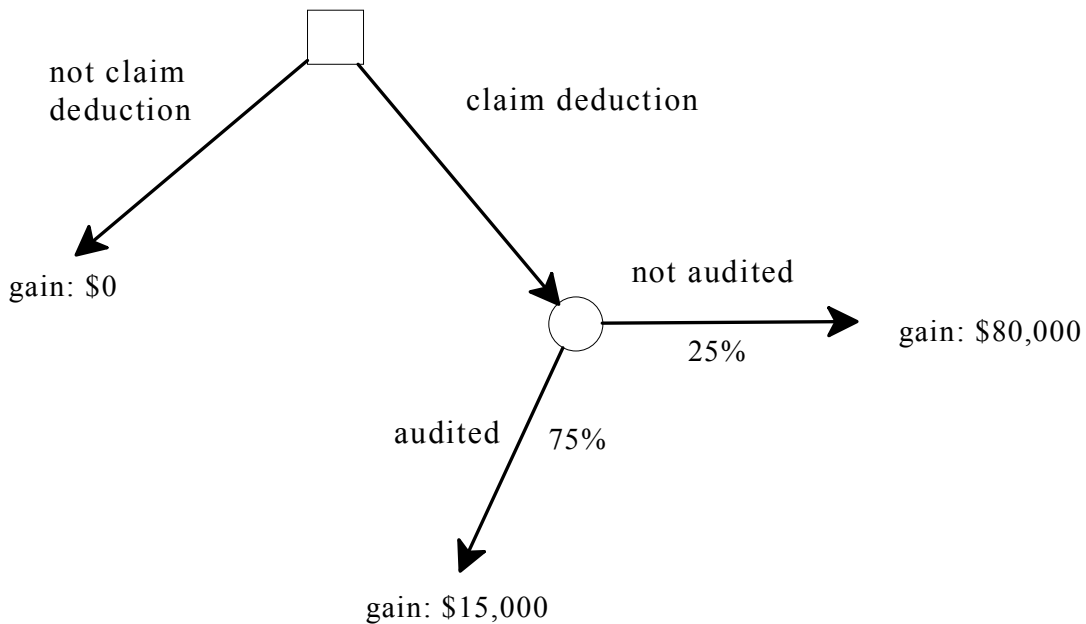 not claim
deduction
claim deduction
gain: $0
not audited
25%
gain: $80,000
audited
75%
gain: $15,000